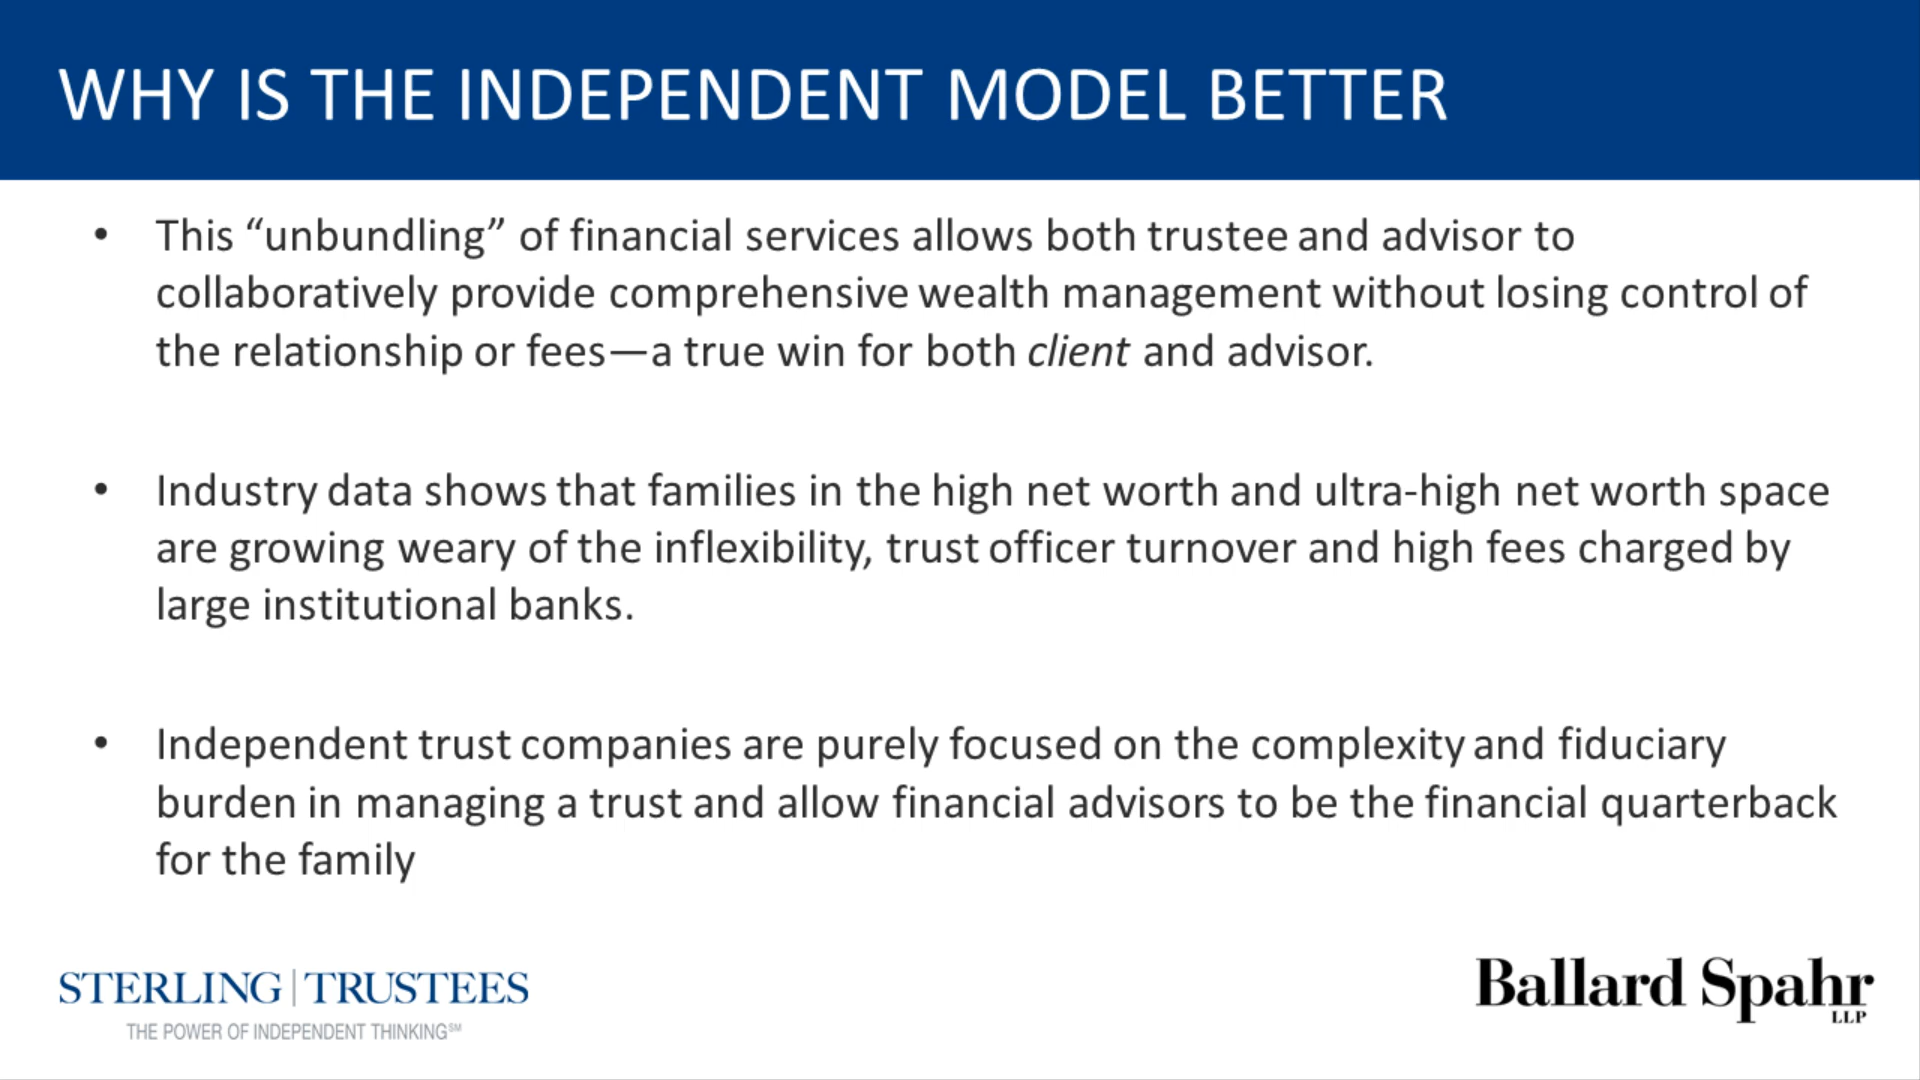 WHY IS THE INDEPENDENT MODEL BETTER
• This “unbundling” of financial services allows both trustee and advisor to
collaboratively provide comprehensive wealth management without losing control of
the relationship or fees—a true win for both client and advisor.
• Industry data shows that families in the high net worth and ultra-high net worth space
are growing weary of the inflexibility, trust officer turnover and high fees charged by
large institutional banks.
• Independent trust companies are purely focused on the complexity and fiduciary
burden in managing a trust and allow financial advisors to be the financial quarterback
for the family
STERLING | TRUSTEES
THE POWER OF INDEPENDENT THINKING℠
Ballard Spahr
LLP